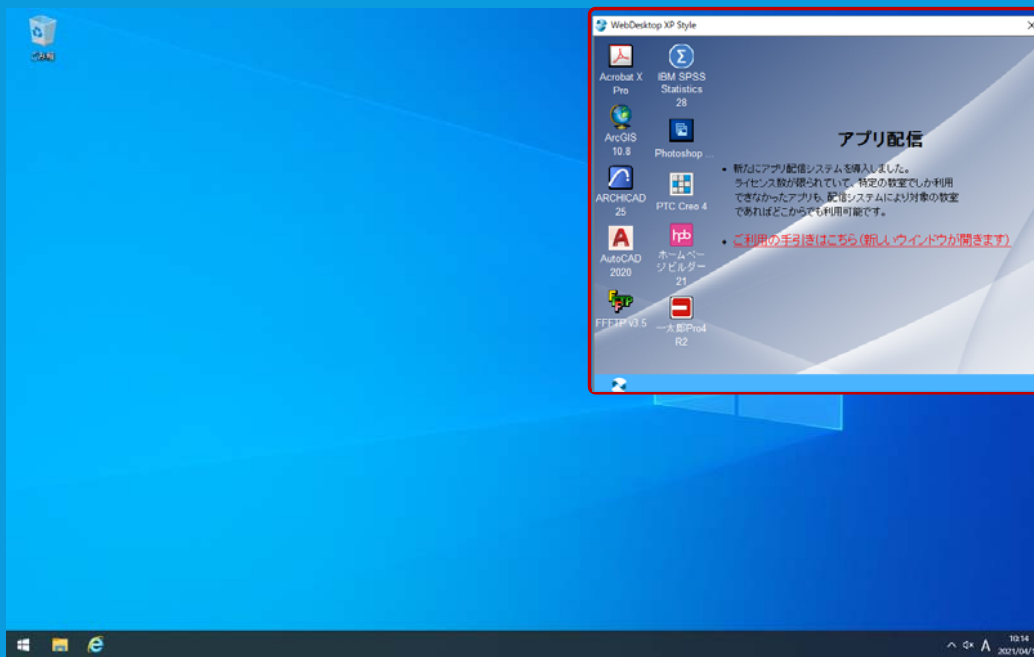 ごみ箱
WebDesktop XP Style
Acrobat X
Pro
ArcGIS
10.8
ARCHICAD
25
AutoCAD
2020
FFFTP v3.5
IBM SPSS
Statistics
28
Photoshop ...
PTC Creo 4
ホームペー
ジビルダー
21
一太郎Pro4
R2
アプリ配信
• 新たにアプリ配信システムを導入しました。
ライセンス数が限られていて、特定の教室でしか利用
できなかったアプリも、配信システムにより対象の教室
であればどこからでも利用可能です。
• ご利用の手引きはこちら(新しいウインドウが開きます)
A
10:14
2021/04/